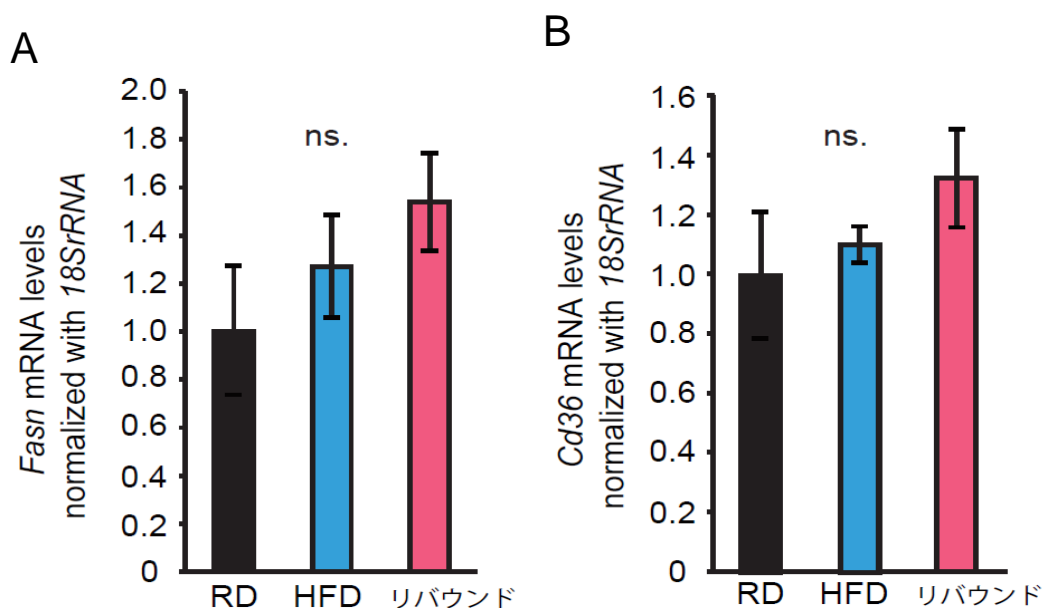 A
Fasn mRNA levels
normalized with 18SrRNA
2.0
1.8
1.6
1.4
1.2
1.0
0.8
0.6
0.4
0.2
0
ns.
RD HFD リバウンド
B
Cd36 mRNA levels
normalized with 18SrRNA
1.6
1.4
1.2
1.0
0.8
0.6
0.4
0.2
0
ns.
RD HFD リバウンド